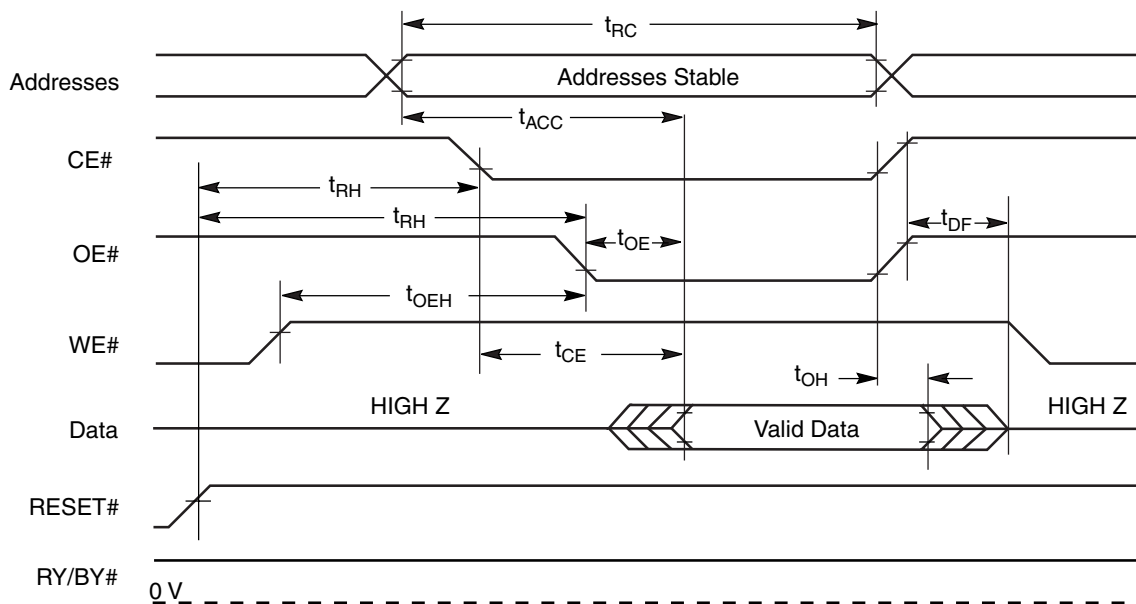 tRC
Addresses
Addresses Stable
tACC
CE#
tRH
tRH
tDF
OE#
tOE
tOEH
WE#
tCE
tOH
HIGH Z
HIGH Z
Data
Valid Data
RESET#
RY/BY#
0 V